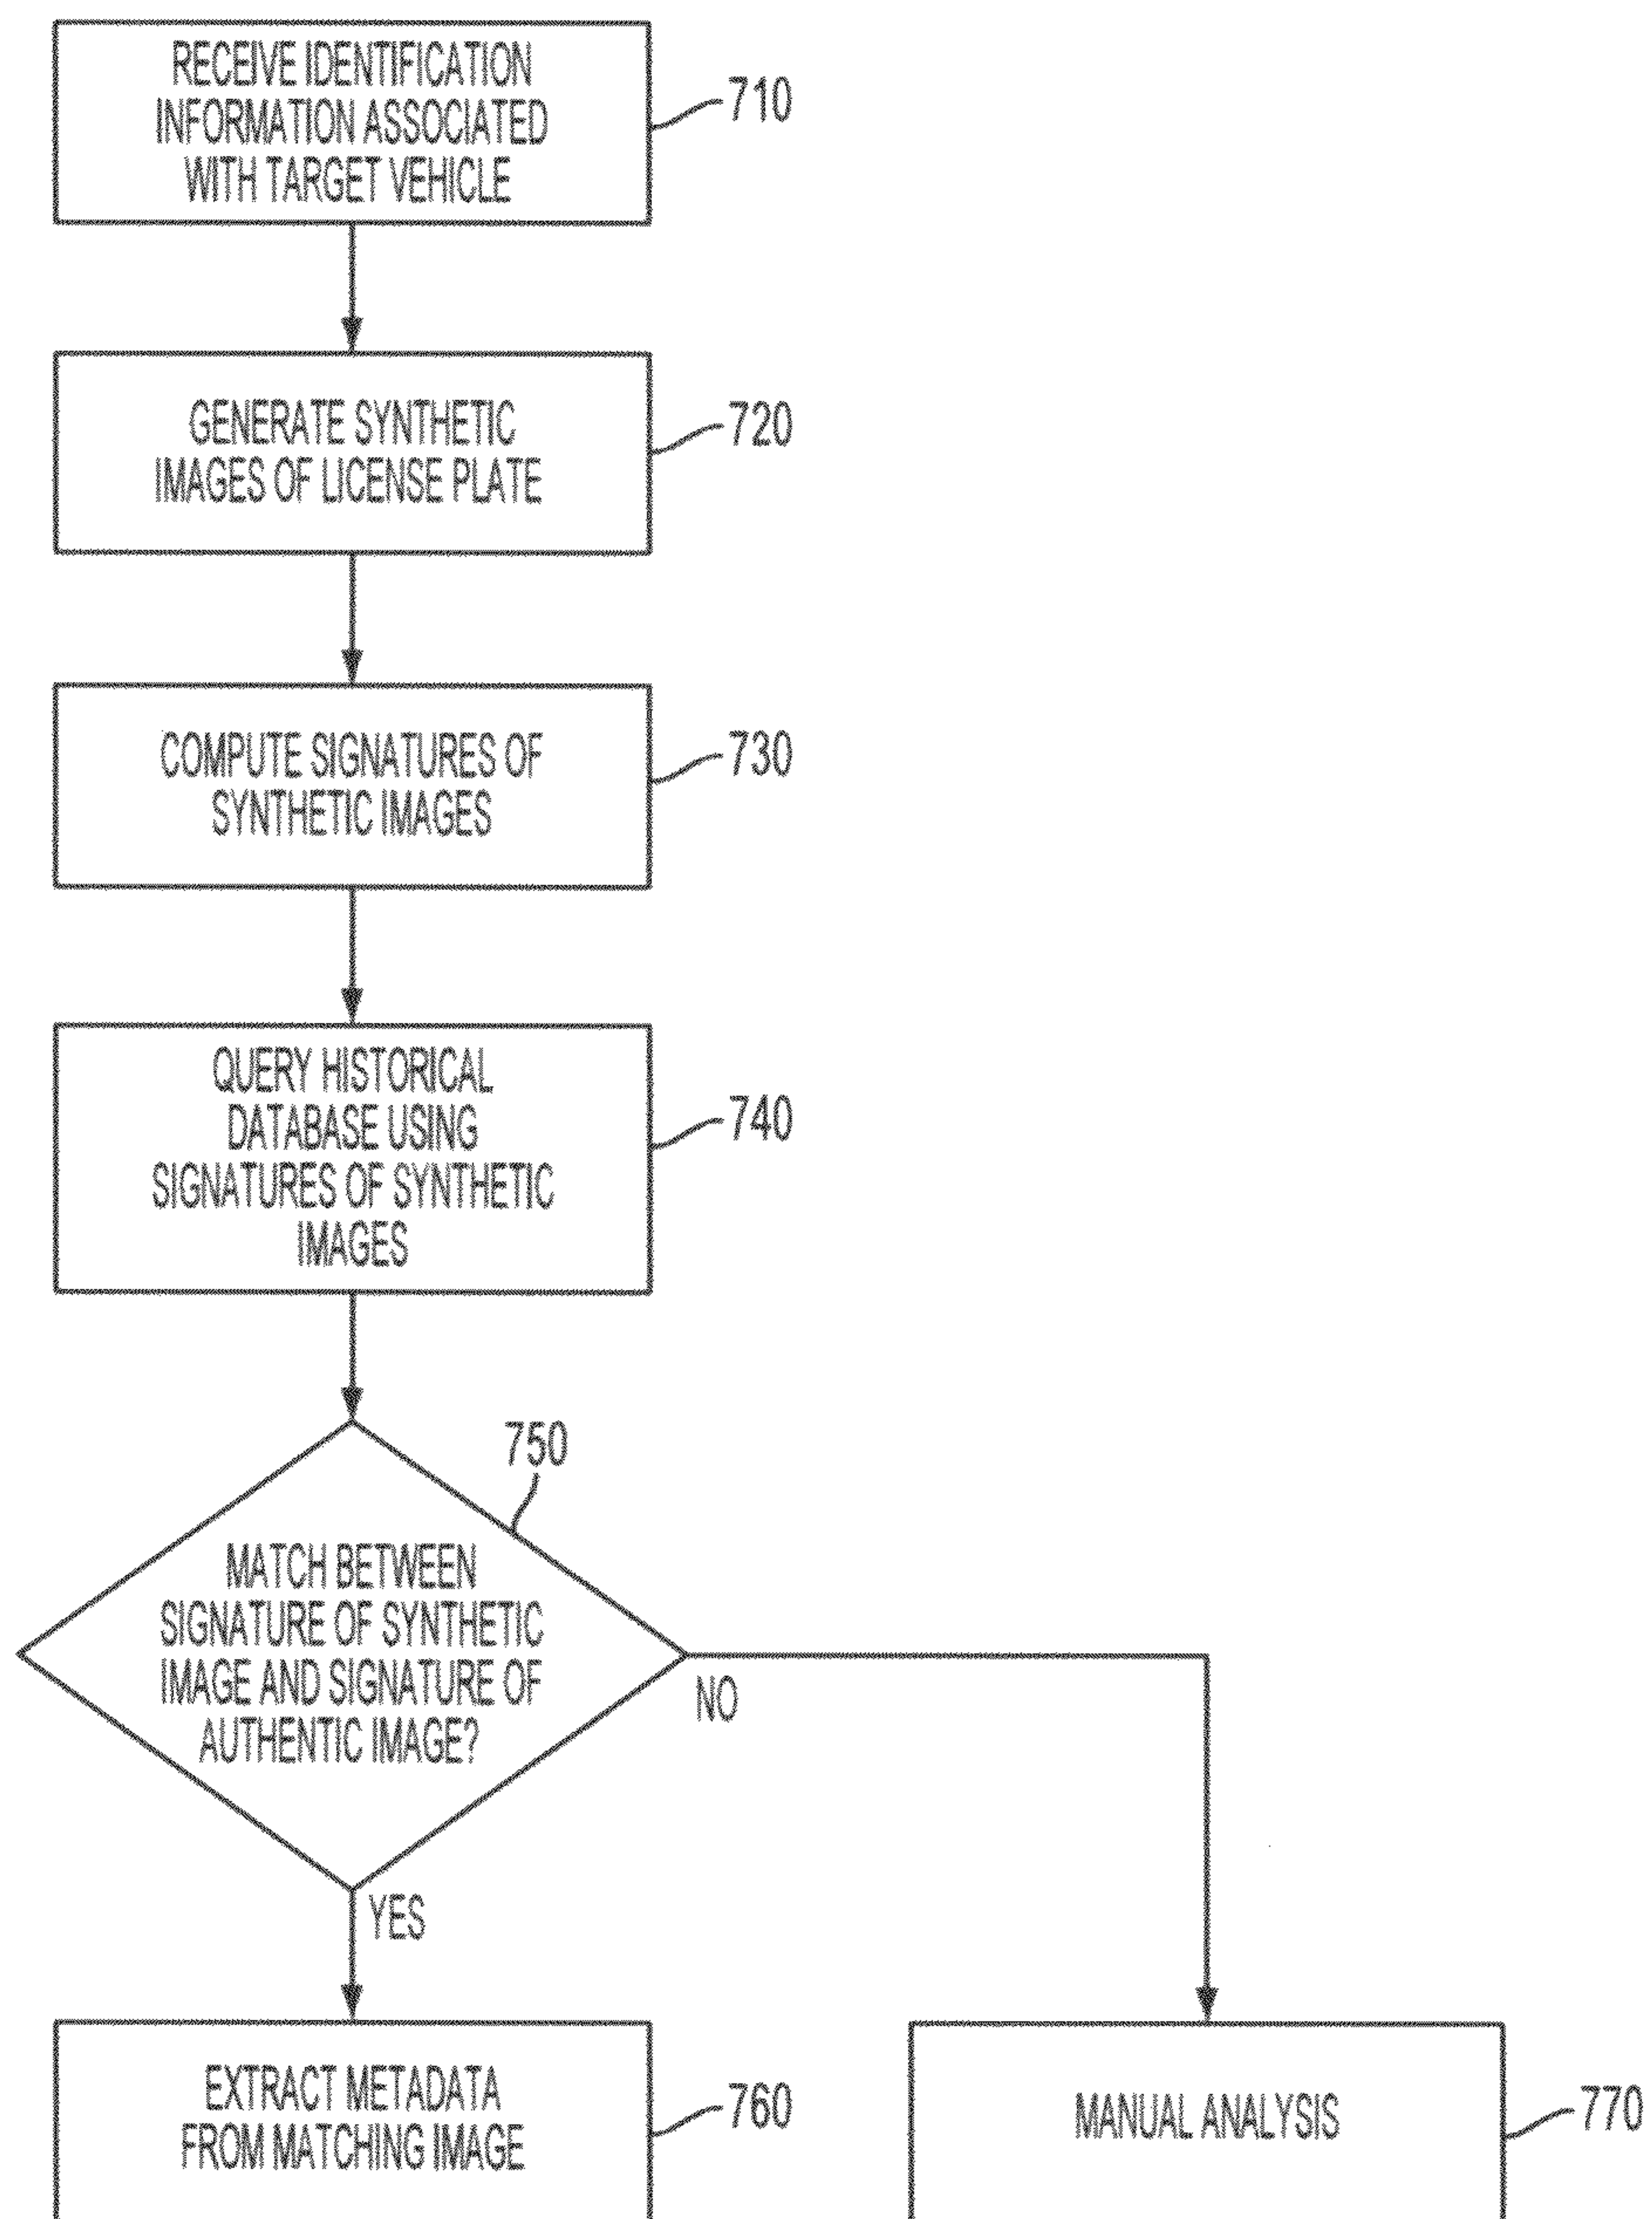 RECEIVE IDENTIFICATION
INFORMATION ASSOCIATED
WITH TARGET VEHICLE
710
GENERATE SYNTHETIC
IMAGES OF LICENSE PLATE
720
COMPUTE SIGNATURES OF
SYNTHETIC IMAGES
730
QUERY HISTORICAL
DATABASE USING
SIGNATURES OF SYNTHETIC
IMAGES
740
750
MATCH BETWEEN
SIGNATURE OF SYNTHETIC
IMAGE AND SIGNATURE OF
AUTHENTIC IMAGE?
NO
YES
EXTRACT METADATA
FROM MATCHING IMAGE
760
MANUAL ANALYSIS
770